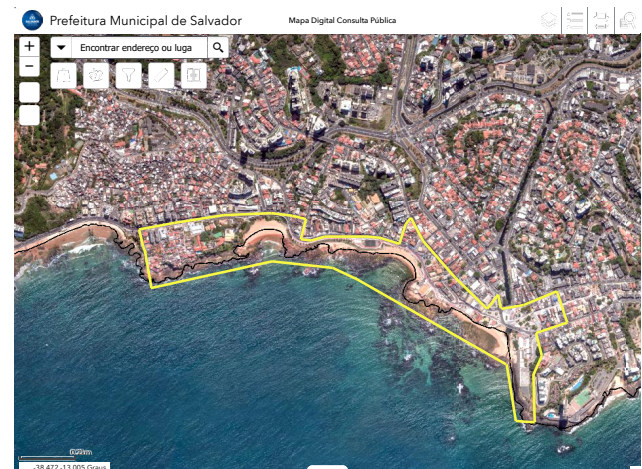 Prefeitura Municipal de Salvador
Mapa Digital Consulta Pública
+
Encontrar endereço ou luga
−
-38.472 -13.005 Graus